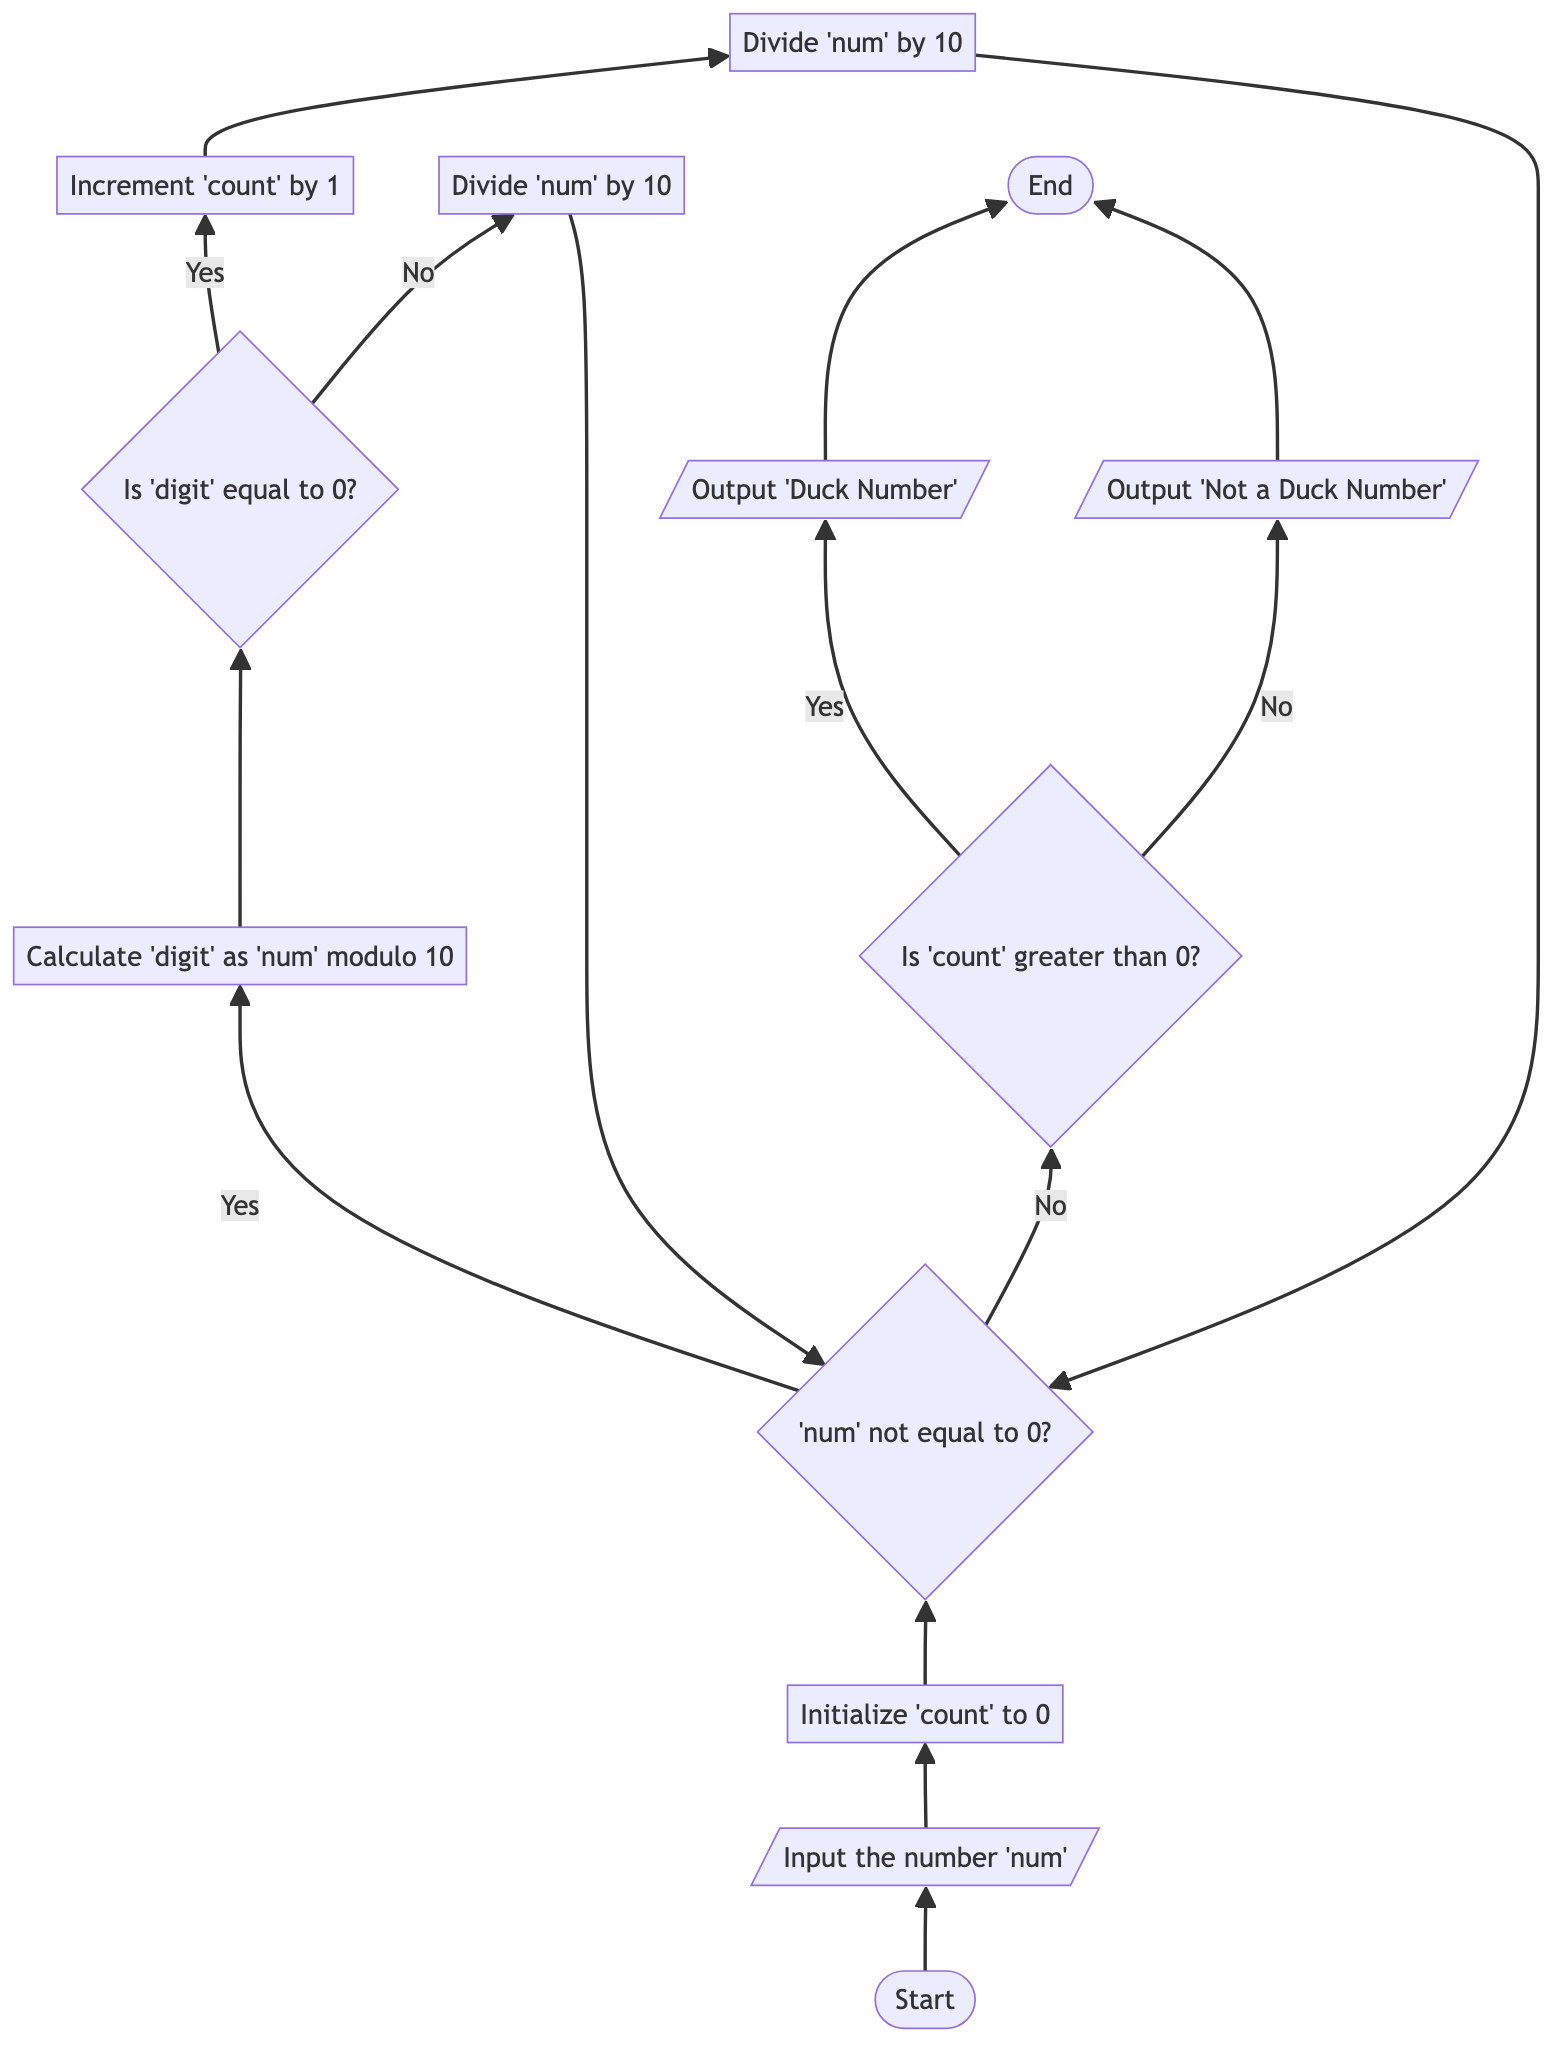 Divide 'num' by 10
Increment 'count' by 1
Divide 'num' by 10
End
Yes
No
Is 'digit' equal to 0?
Output 'Duck Number'
Output 'Not a Duck Number'
Yes
No
Calculate 'digit' as 'num' modulo 10
Is 'count' greater than 0?
Yes
No
'num' not equal to 0?
Initialize 'count' to 0
Input the number 'num'
Start